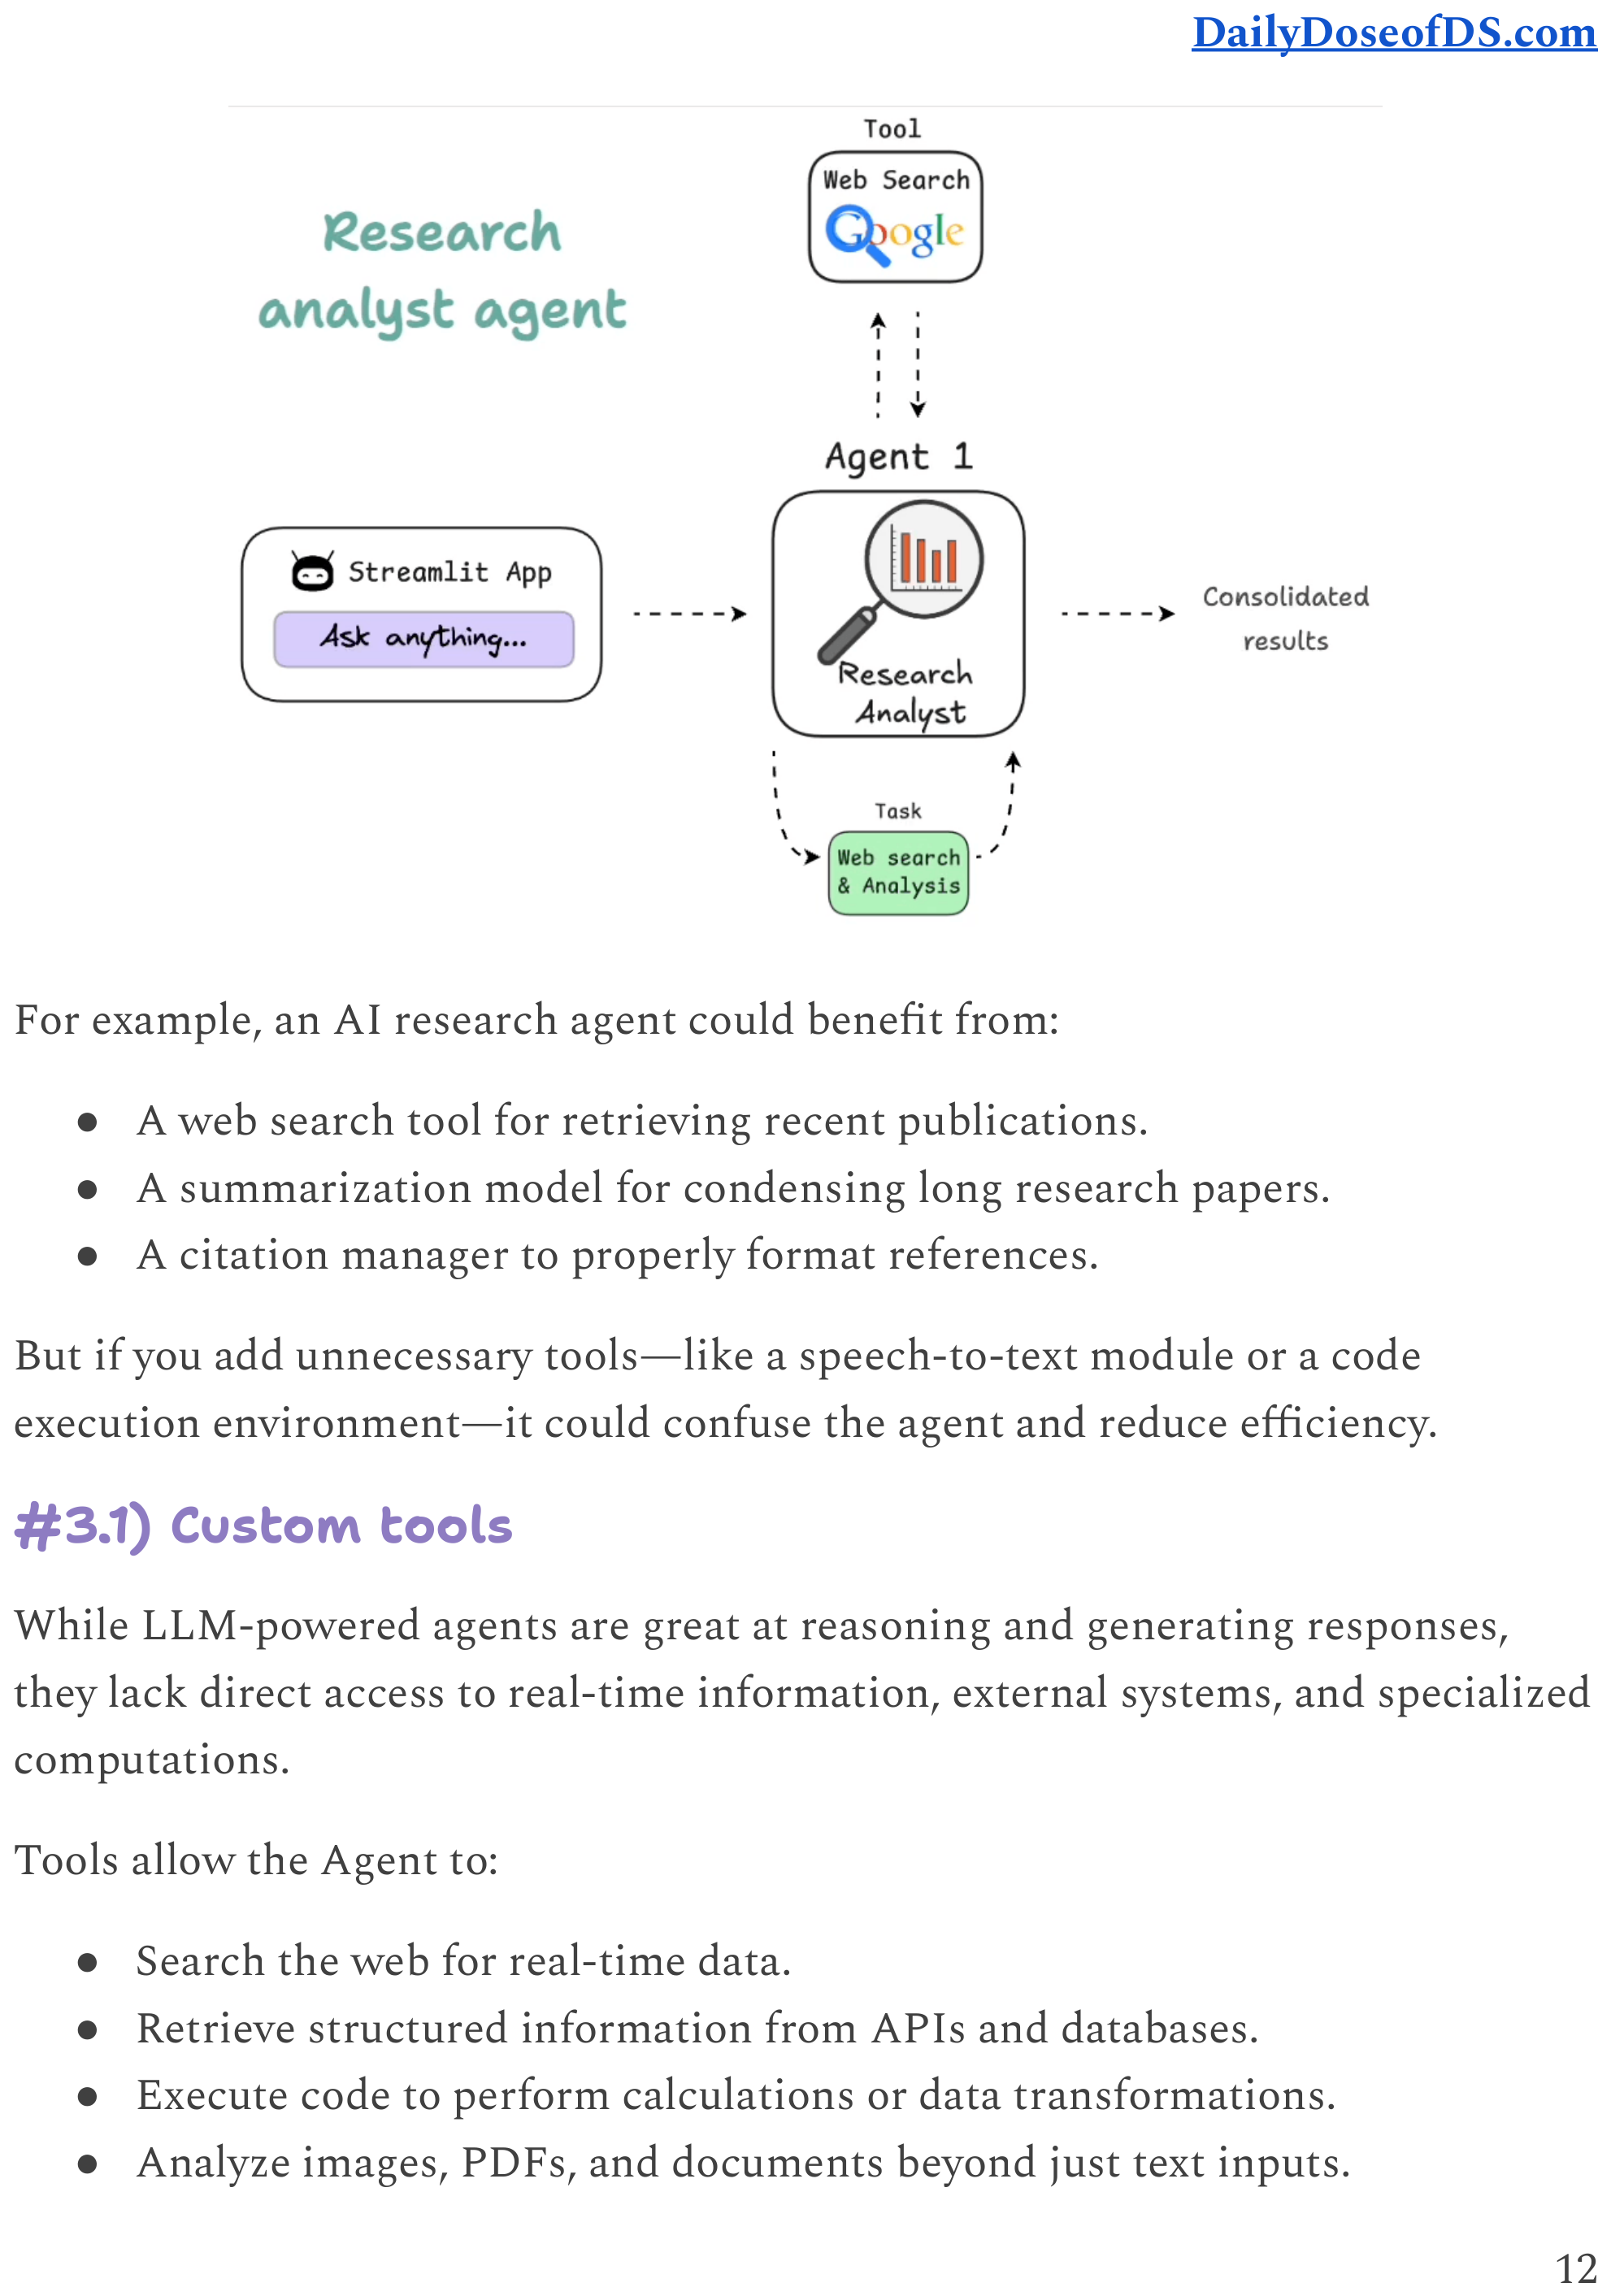 DailyDoseofDS.com
Tool
Web Search
Google
Research
analyst agent
Agent 1
Streamlit App
Ask anything...
Research
Analyst
Consolidated
results
Task
Web search
& Analysis
For example, an AI research agent could benefit from:
● A web search tool for retrieving recent publications.
● A summarization model for condensing long research papers.
● A citation manager to properly format references.
But if you add unnecessary tools—like a speech-to-text module or a code
execution environment—it could confuse the agent and reduce efficiency.
#3.1) Custom tools
While LLM-powered agents are great at reasoning and generating responses,
they lack direct access to real-time information, external systems, and specialized
computations.
Tools allow the Agent to:
● Search the web for real-time data.
● Retrieve structured information from APIs and databases.
● Execute code to perform calculations or data transformations.
● Analyze images, PDFs, and documents beyond just text inputs.
12